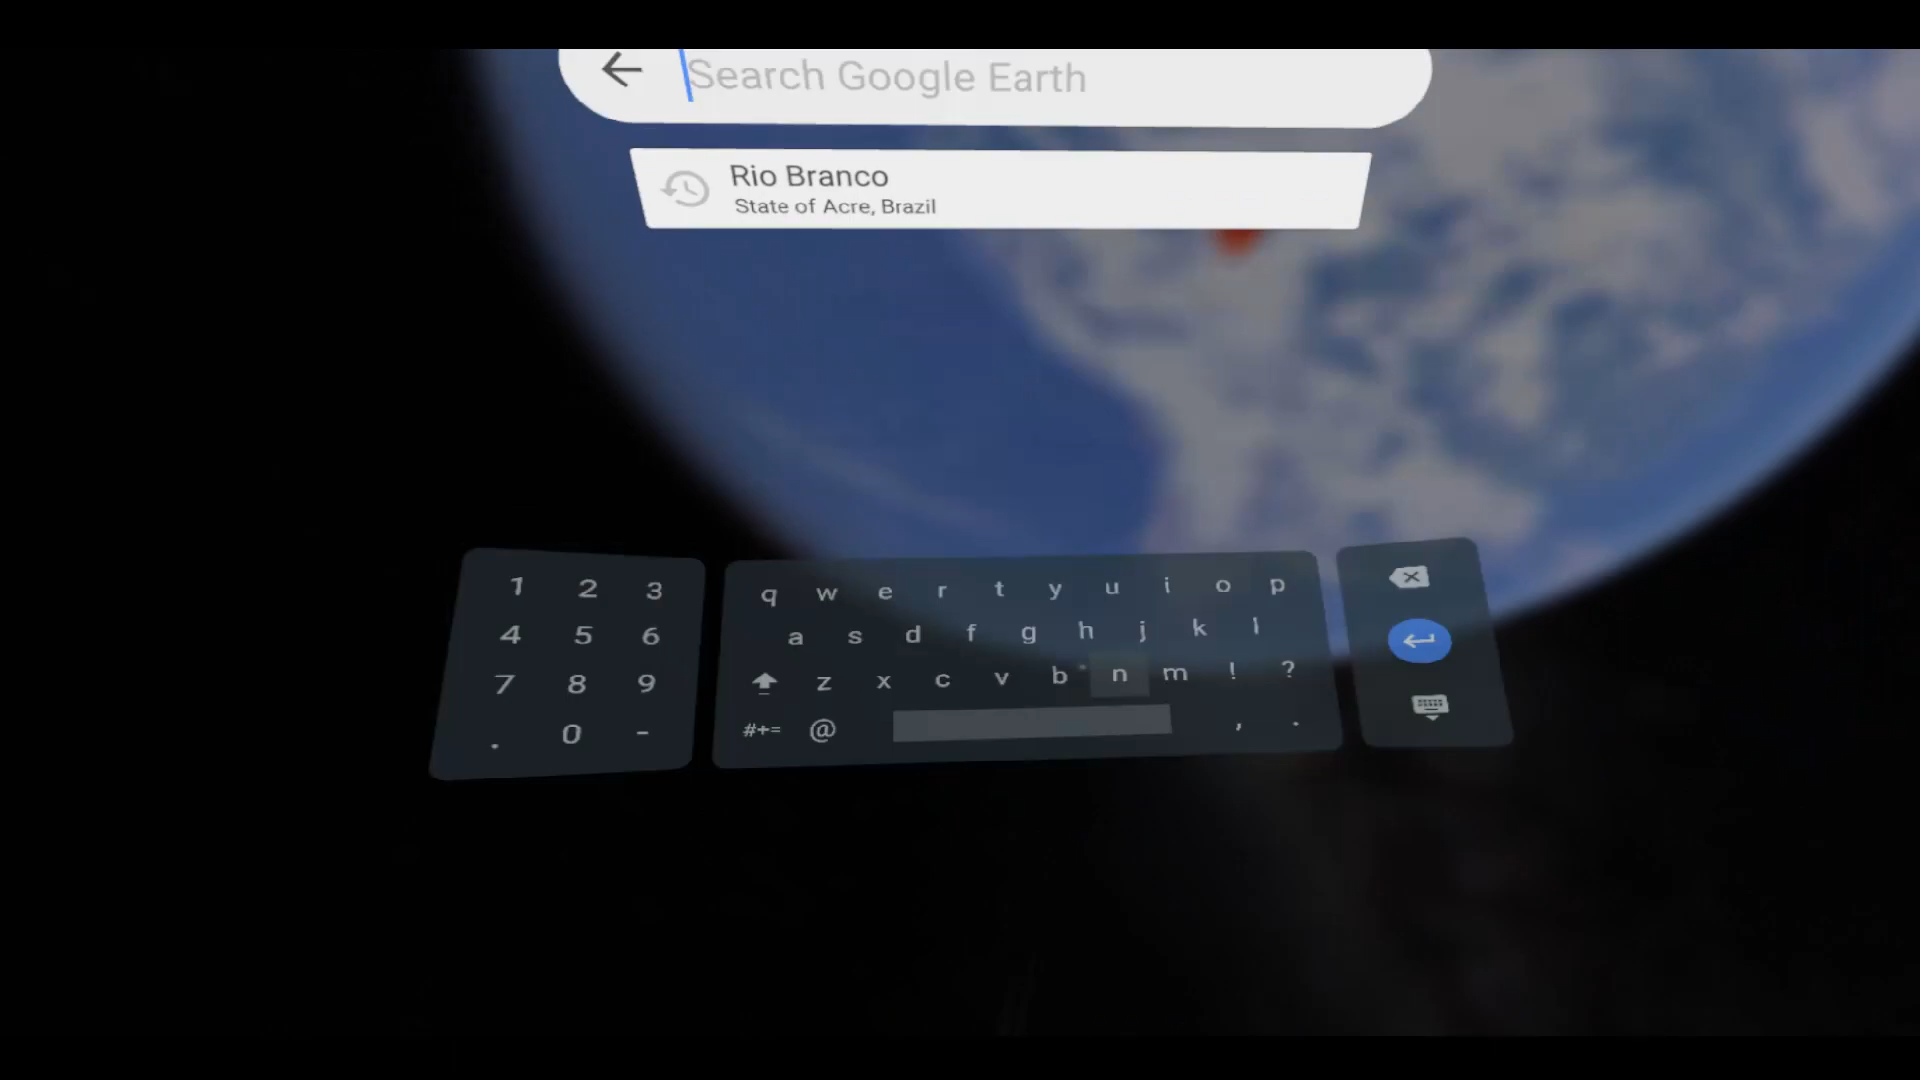 Search Google Earth
Rio Branco
State of Acre, Brazil
1 2 3
q w e r t y u i o p
4 5 6
a s d f g h j k l
7 8 9
z x c v b n m ! ?
. 0 -
#+= @ , .